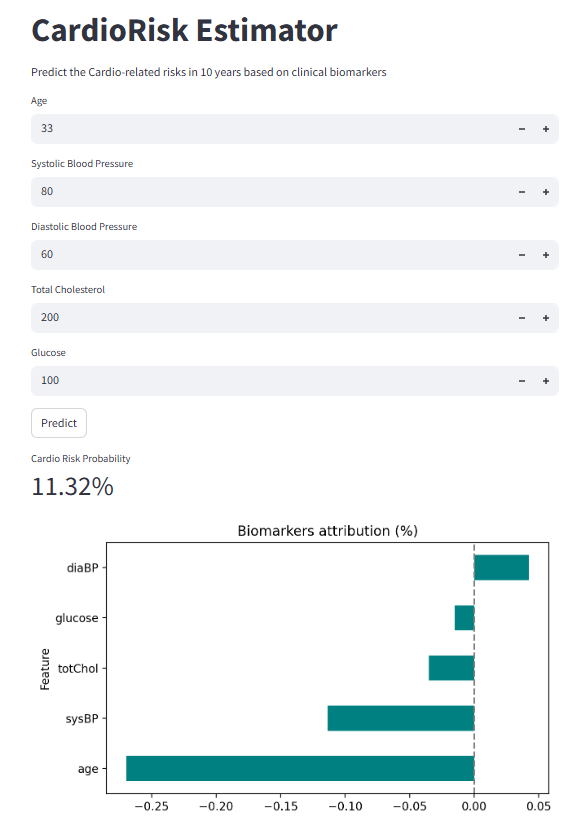 CardioRisk Estimator
Predict the Cardio-related risks in 10 years based on clinical biomarkers
Age
33
Systolic Blood Pressure
80
Diastolic Blood Pressure
60
Total Cholesterol
200
Glucose
100
Predict
Cardio Risk Probability
11.32%
Biomarkers attribution (%)
Feature
diaBP
glucose
totChol
sysBP
age
−0.25 −0.20 −0.15 −0.10 −0.05 0.00 0.05